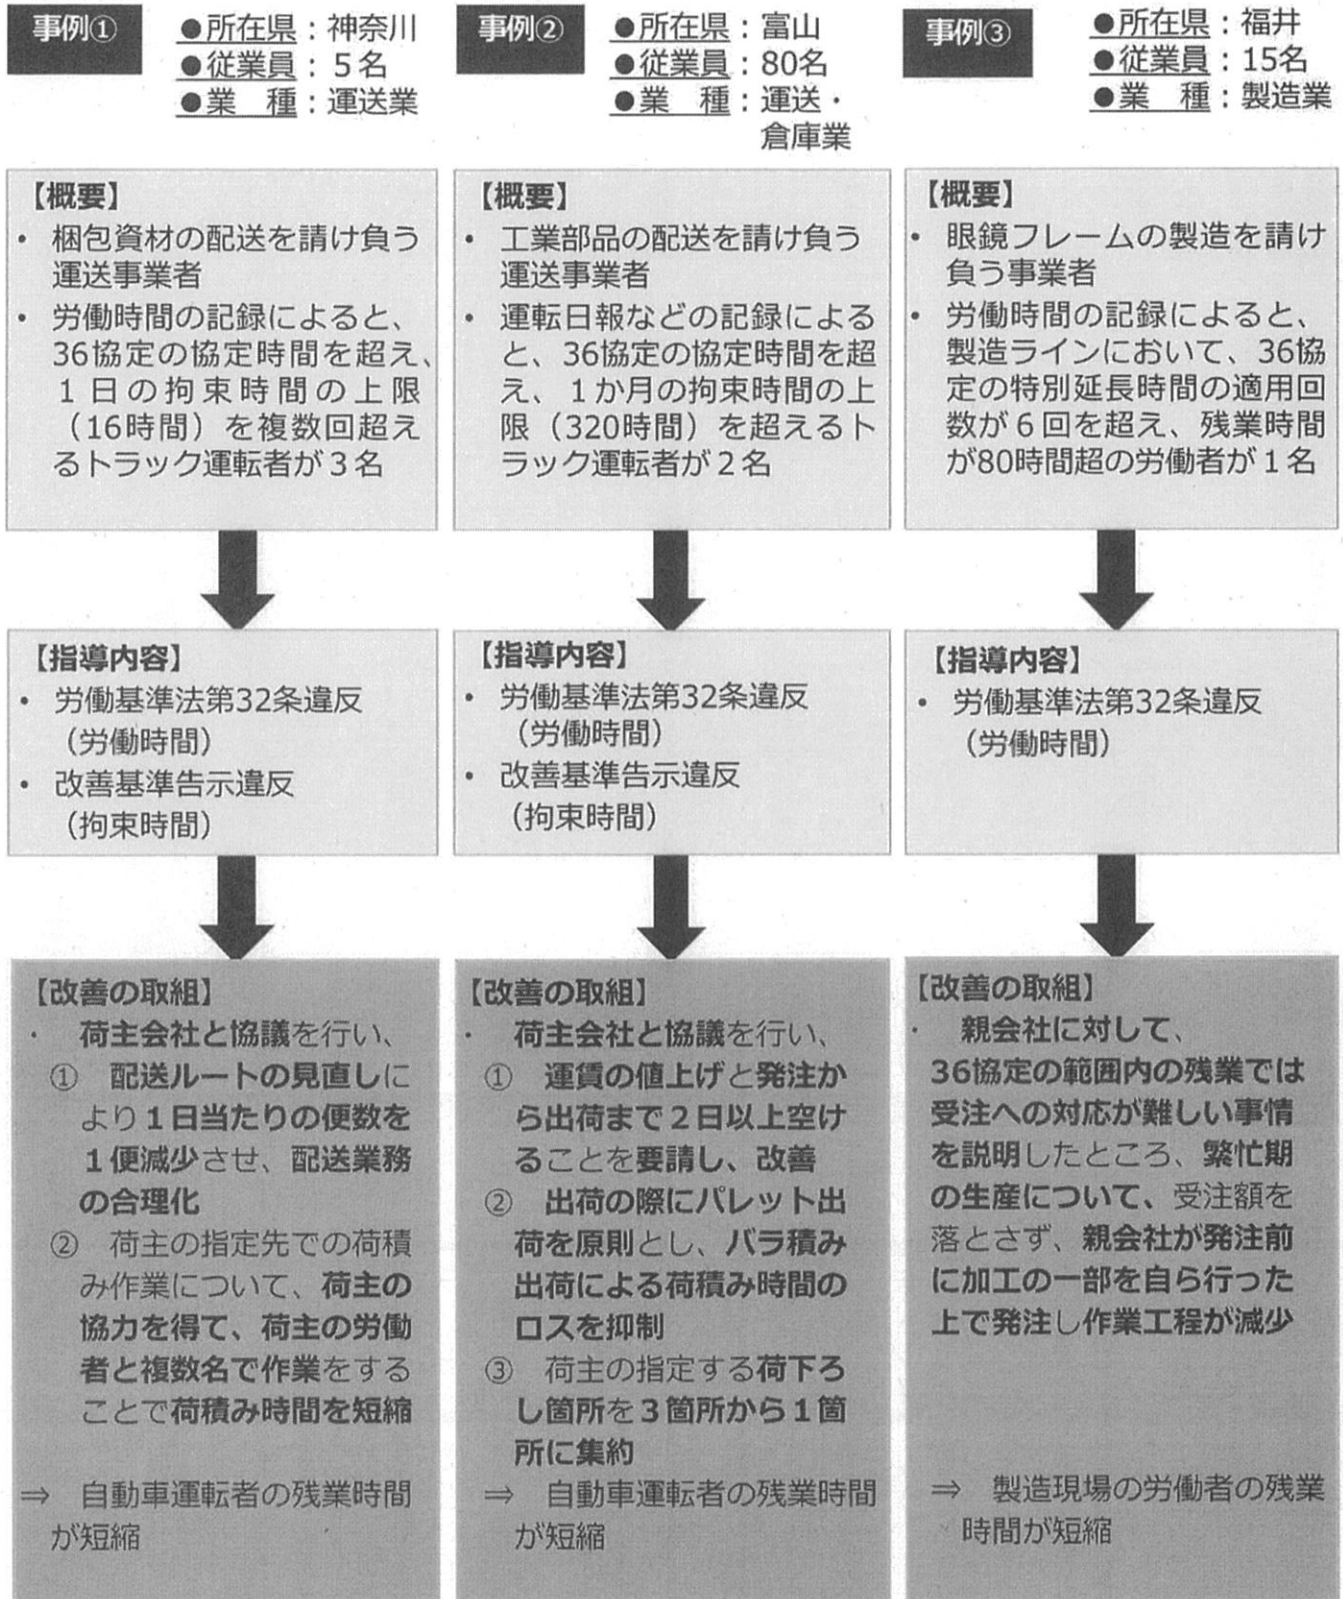 事例①
●所在県：神奈川
●従業員：５名
●業　種：運送業
【概要】
・ 梱包資材の配送を請け負う
運送事業者
・ 労働時間の記録によると、
36協定の協定時間を超え、
１日の拘束時間の上限
（16時間）を複数回超え
るトラック運転者が３名
【指導内容】
・ 労働基準法第32条違反
（労働時間）
・ 改善基準告示違反
（拘束時間）
【改善の取組】
・ 荷主会社と協議を行い、
① 配送ルートの見直しに
より１日当たりの便数を
１便減少させ、配送業務
の合理化
② 荷主の指定先での荷積
み作業について、荷主の
協力を得て、荷主の労働
者と複数名で作業をする
ことで荷積み時間を短縮
⇒ 自動車運転者の残業時間
が短縮
事例②
●所在県：富山
●従業員：80名
●業　種：運送・
倉庫業
【概要】
・ 工業部品の配送を請け負う
運送事業者
・ 運転日報などの記録による
と、36協定の協定時間を超
え、１か月の拘束時間の上
限（320時間）を超えるト
ラック運転者が２名
【指導内容】
・ 労働基準法第32条違反
（労働時間）
・ 改善基準告示違反
（拘束時間）
【改善の取組】
・ 荷主会社と協議を行い、
① 運賃の値上げと発注か
ら出荷まで２日以上空け
ることを要請し、改善
② 出荷の際にパレット出
荷を原則とし、バラ積み
出荷による荷積み時間の
ロスを抑制
③ 荷主の指定する荷下ろ
し箇所を３箇所から１箇
所に集約
⇒ 自動車運転者の残業時間
が短縮
事例③
●所在県：福井
●従業員：15名
●業　種：製造業
【概要】
・ 眼鏡フレームの製造を請け
負う事業者
・ 労働時間の記録によると、
製造ラインにおいて、36協
定の特別延長時間の適用回
数が６回を超え、残業時間
が80時間超の労働者が１名
【指導内容】
・ 労働基準法第32条違反
（労働時間）
【改善の取組】
・ 親会社に対して、
36協定の範囲内の残業では
受注への対応が難しい事情
を説明したところ、繁忙期
の生産について、受注額を
落とさず、親会社が発注前
に加工の一部を自ら行った
上で発注し作業工程が減少
⇒ 製造現場の労働者の残業
時間が短縮